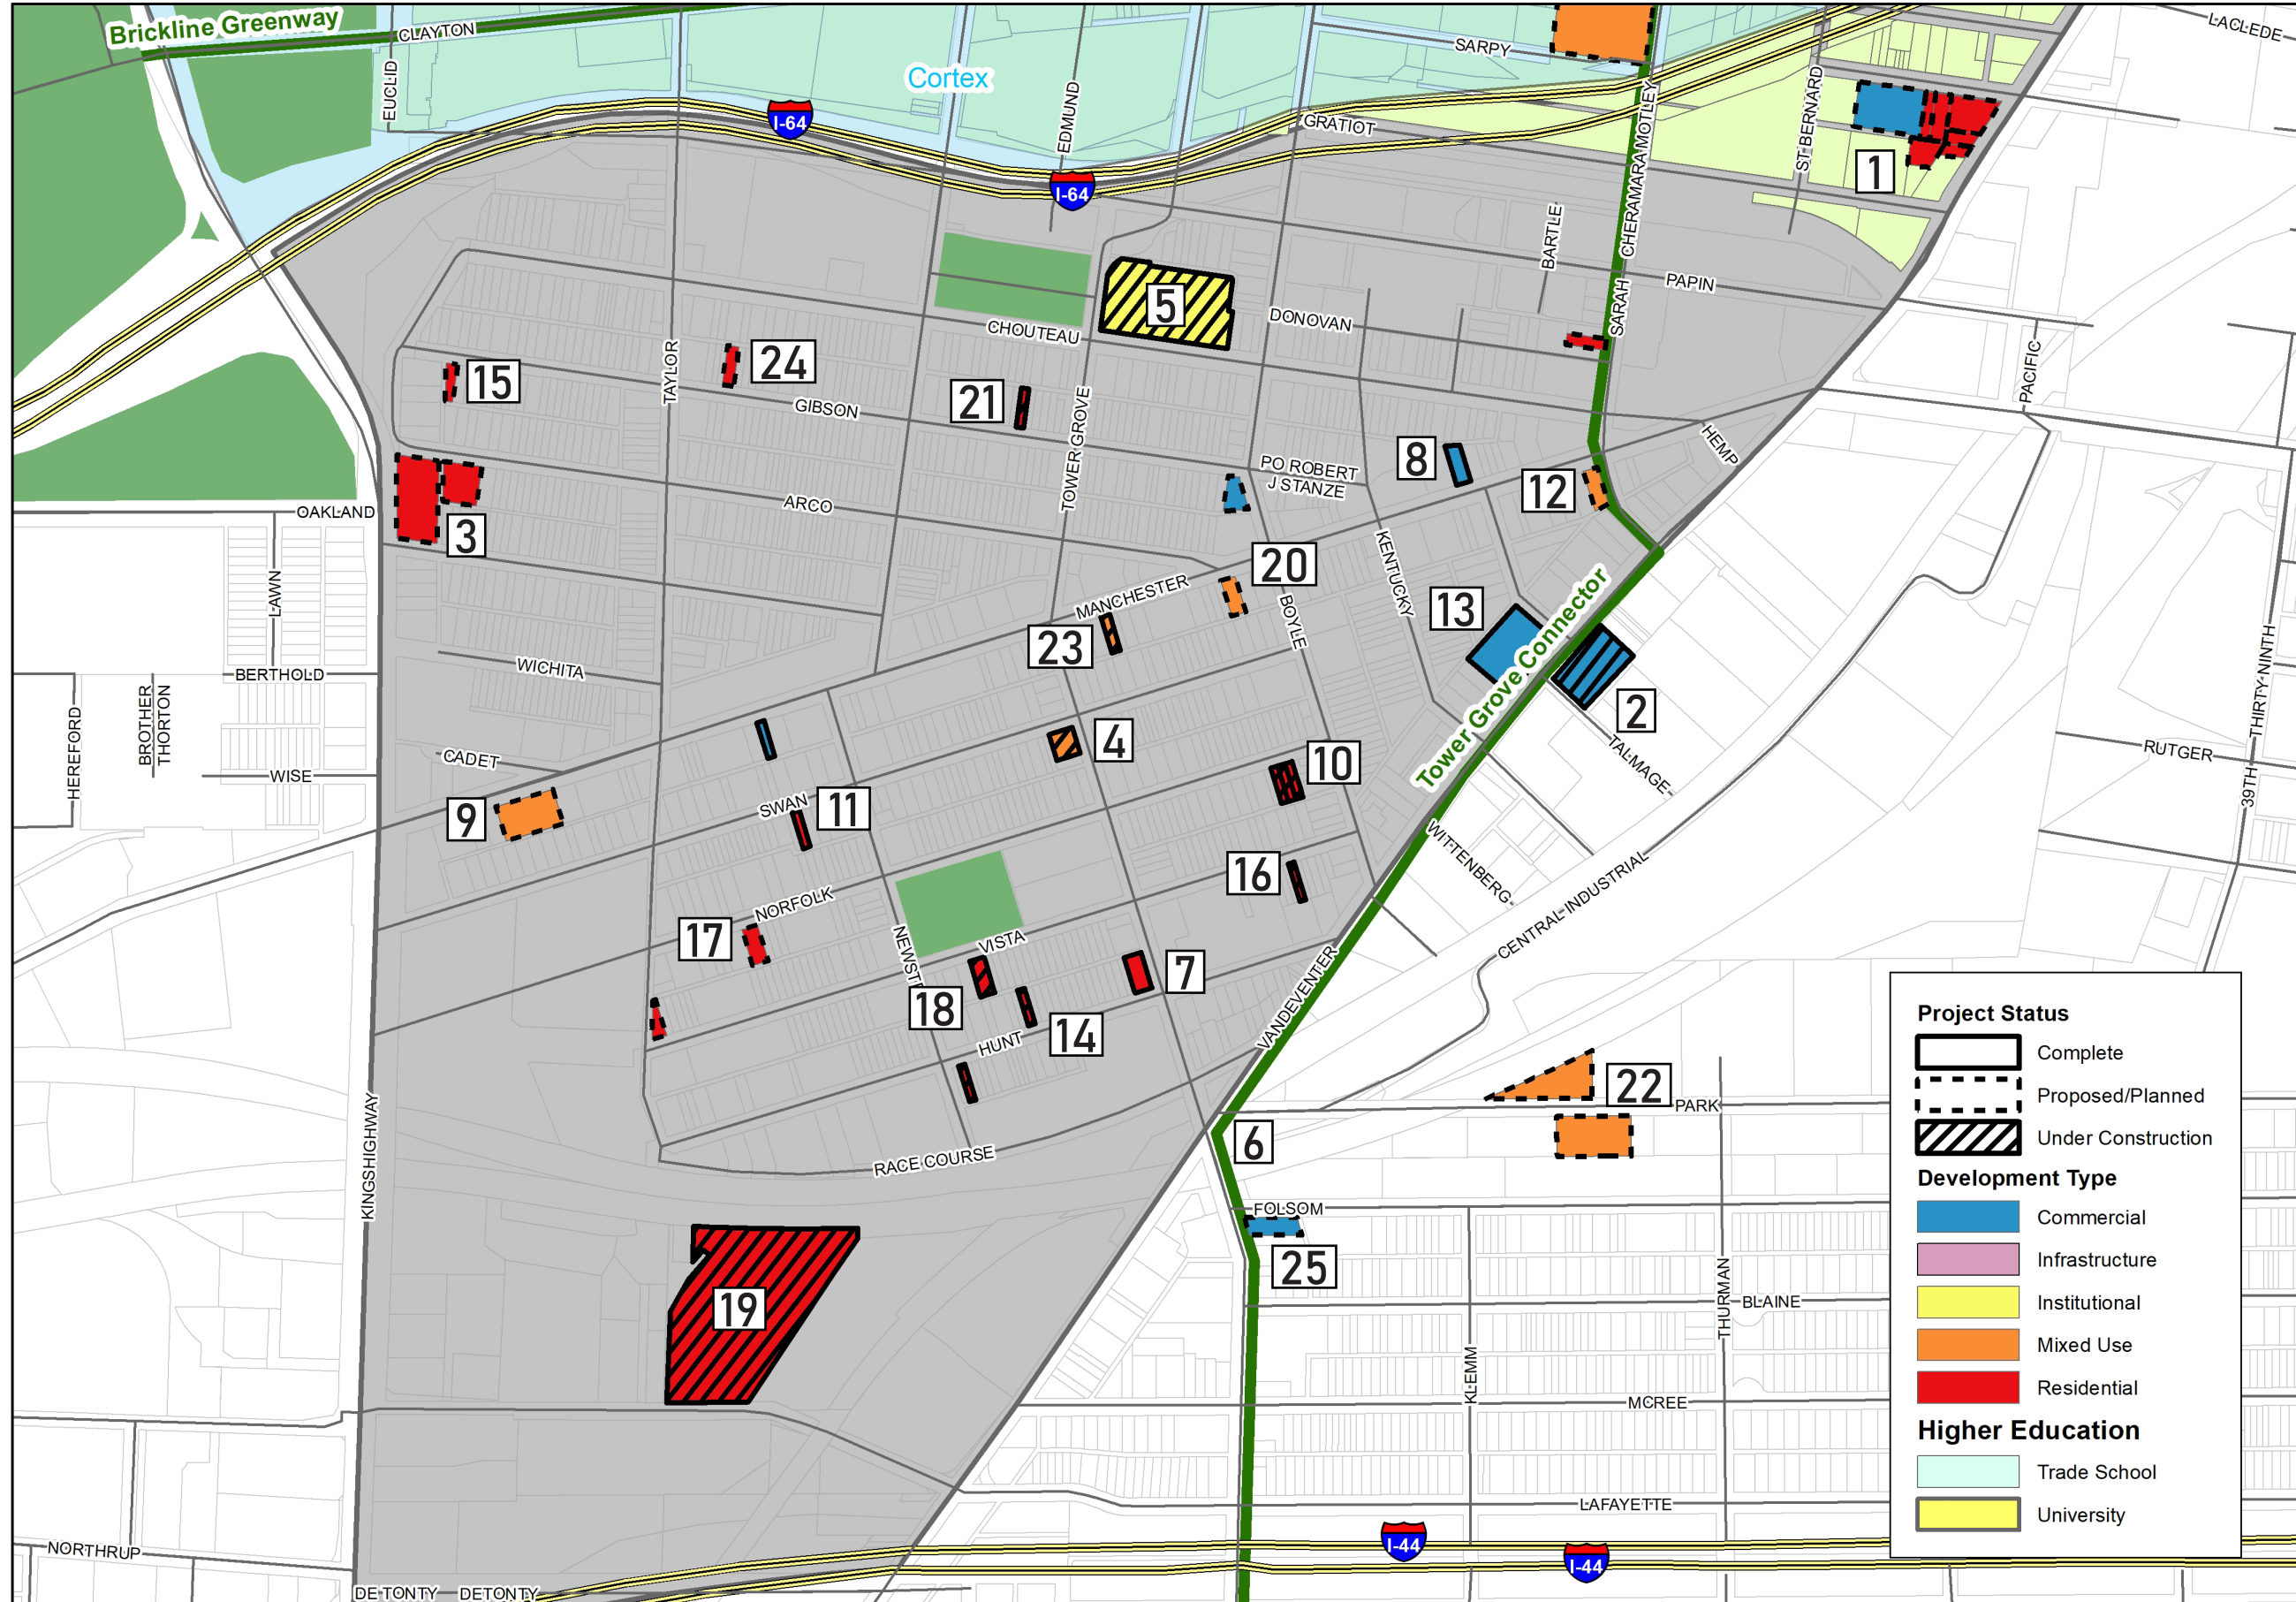 Brickline Greenway
CLAYTON
LACLEDE
SARPY
EUCLID
Cortex
EDMUND
CHERAMARA MOTLEY
ST BERNARD
I-64
GRATIOT
I-64
1
BARTLE
PAPIN
5
SARAH
DONOVAN
CHOUTEAU
PACIFIC
15
TAYLOR
24
21
GIBSON
TOWER GROVE
HEMP
8
PO ROBERT
J STANZE
12
ARCO
OAKLAND
3
KENTUCKY
20
MANCHESTER
LAWN
13
BOYLE
Tower Grove Connector
23
WICHITA
BERTHOLD
THIRTY-NINTH
2
HEREFORD
BROTHER
THORTON
4
TALMAGE
RUTGER
CADET
WISE
10
39TH
SWAN
11
9
WITTENBERG
16
CENTRAL INDUSTRIAL
NORFOLK
17
VISTA
7
18
VANDEVENTER
14
HUNT
22
PARK
6
KINGSHIGHWAY
RACE COURSE
FOLSOM
25
19
THURMAN
BLAINE
KLEMM
MCREE
LAFAYETTE
I-44
I-44
NORTHRUP
DE TONTY
DETONTY
Project Status
Complete
Proposed/Planned
Under Construction
Development Type
Commercial
Infrastructure
Institutional
Mixed Use
Residential
Higher Education
Trade School
University